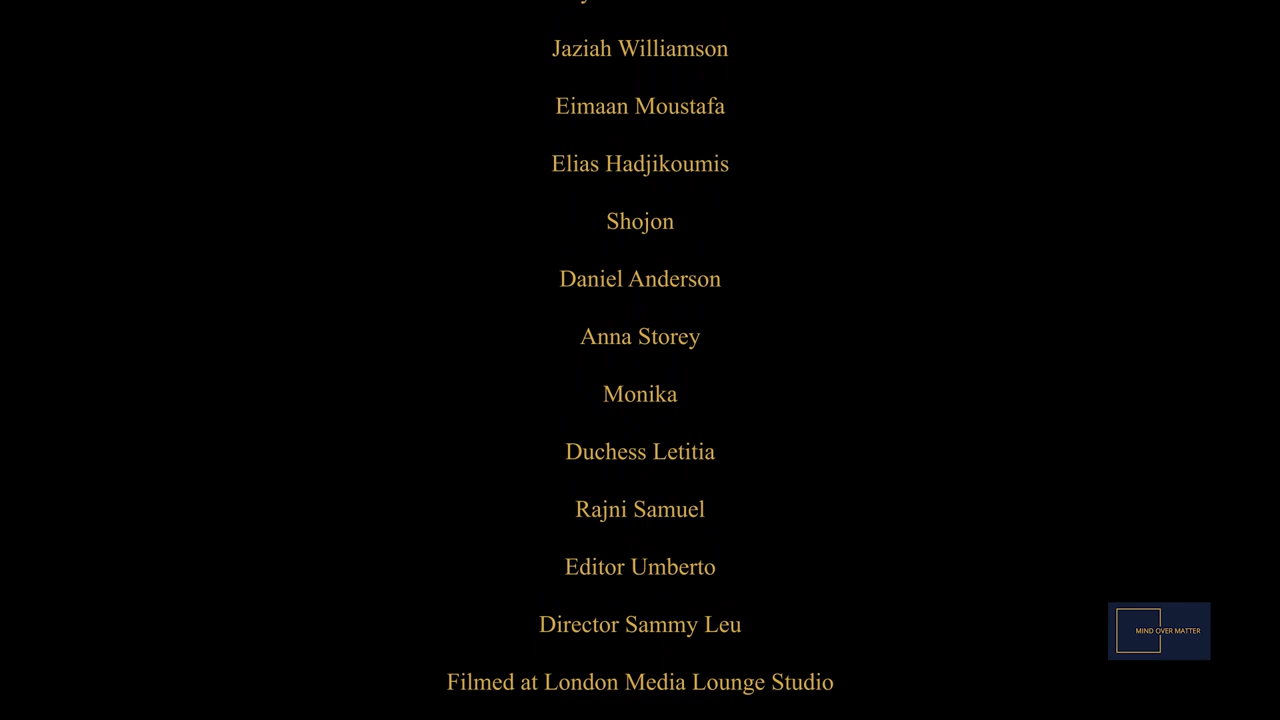 Jaziah Williamson
Eimaan Moustafa
Elias Hadjikoumis
Shojon
Daniel Anderson
Anna Storey
Monika
Duchess Letitia
Rajni Samuel
Editor Umberto
Director Sammy Leu
MIND OVER MATTER
Filmed at London Media Lounge Studio